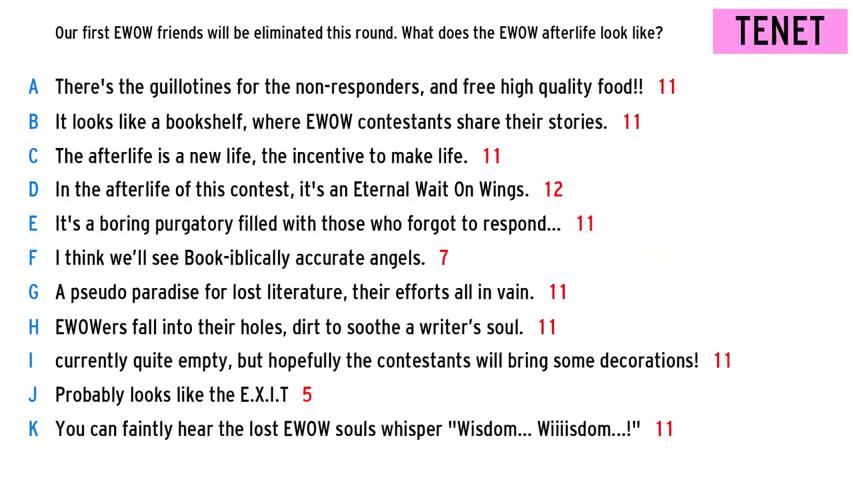 Our first EWOW friends will be eliminated this round. What does the EWOW afterlife look like?
TENET
A There's the guillotines for the non-responders, and free high quality food!! 11
B It looks like a bookshelf, where EWOW contestants share their stories. 11
C The afterlife is a new life, the incentive to make life. 11
D In the afterlife of this contest, it's an Eternal Wait On Wings. 12
E It's a boring purgatory filled with those who forgot to respond... 11
F I think we’ll see Book-iblically accurate angels. 7
G A pseudo paradise for lost literature, their efforts all in vain. 11
H EWOWers fall into their holes, dirt to soothe a writer’s soul. 11
I currently quite empty, but hopefully the contestants will bring some decorations! 11
J Probably looks like the E.X.I.T 5
K You can faintly hear the lost EWOW souls whisper "Wisdom... Wiiiisdom...!" 11